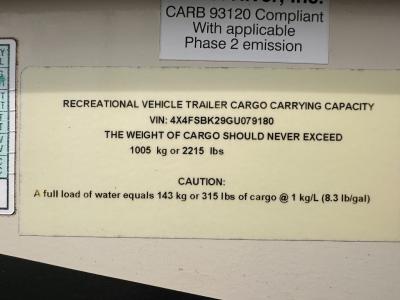 CARB 93120 Compliant
With applicable
Phase 2 emission
RECREATIONAL VEHICLE TRAILER CARGO CARRYING CAPACITY
VIN: 4X4FSBK29GU079180
THE WEIGHT OF CARGO SHOULD NEVER EXCEED
1005 kg or 2215 lbs
CAUTION:
A full load of water equals 143 kg or 315 lbs of cargo @ 1 kg/L (8.3 lb/gal)